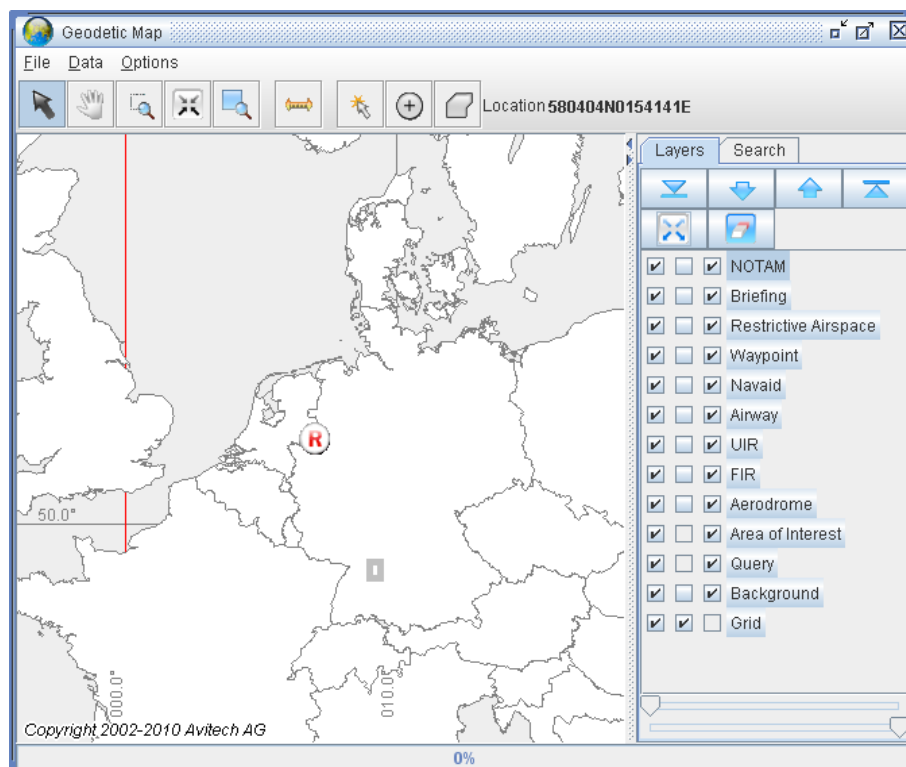 Geodetic Map
File Data Options
Location 580404N0154141E
Layers Search
NOTAM
Briefing
Restrictive Airspace
Waypoint
Navaid
Airway
UIR
FIR
Aerodrome
Area of Interest
Query
Background
Grid
R
50.0°
000.0°
010.0°
Copyright 2002-2010 Avitech AG
0%